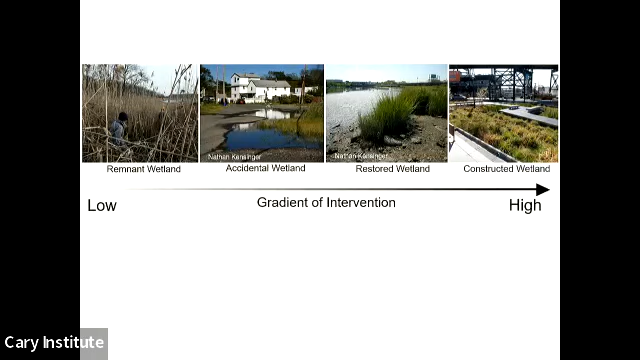 Nathan Kensinger
Nathan Kensinger
Remnant Wetland
Accidental Wetland
Restored Wetland
Constructed Wetland
Low
Gradient of Intervention
High
Cary Institute